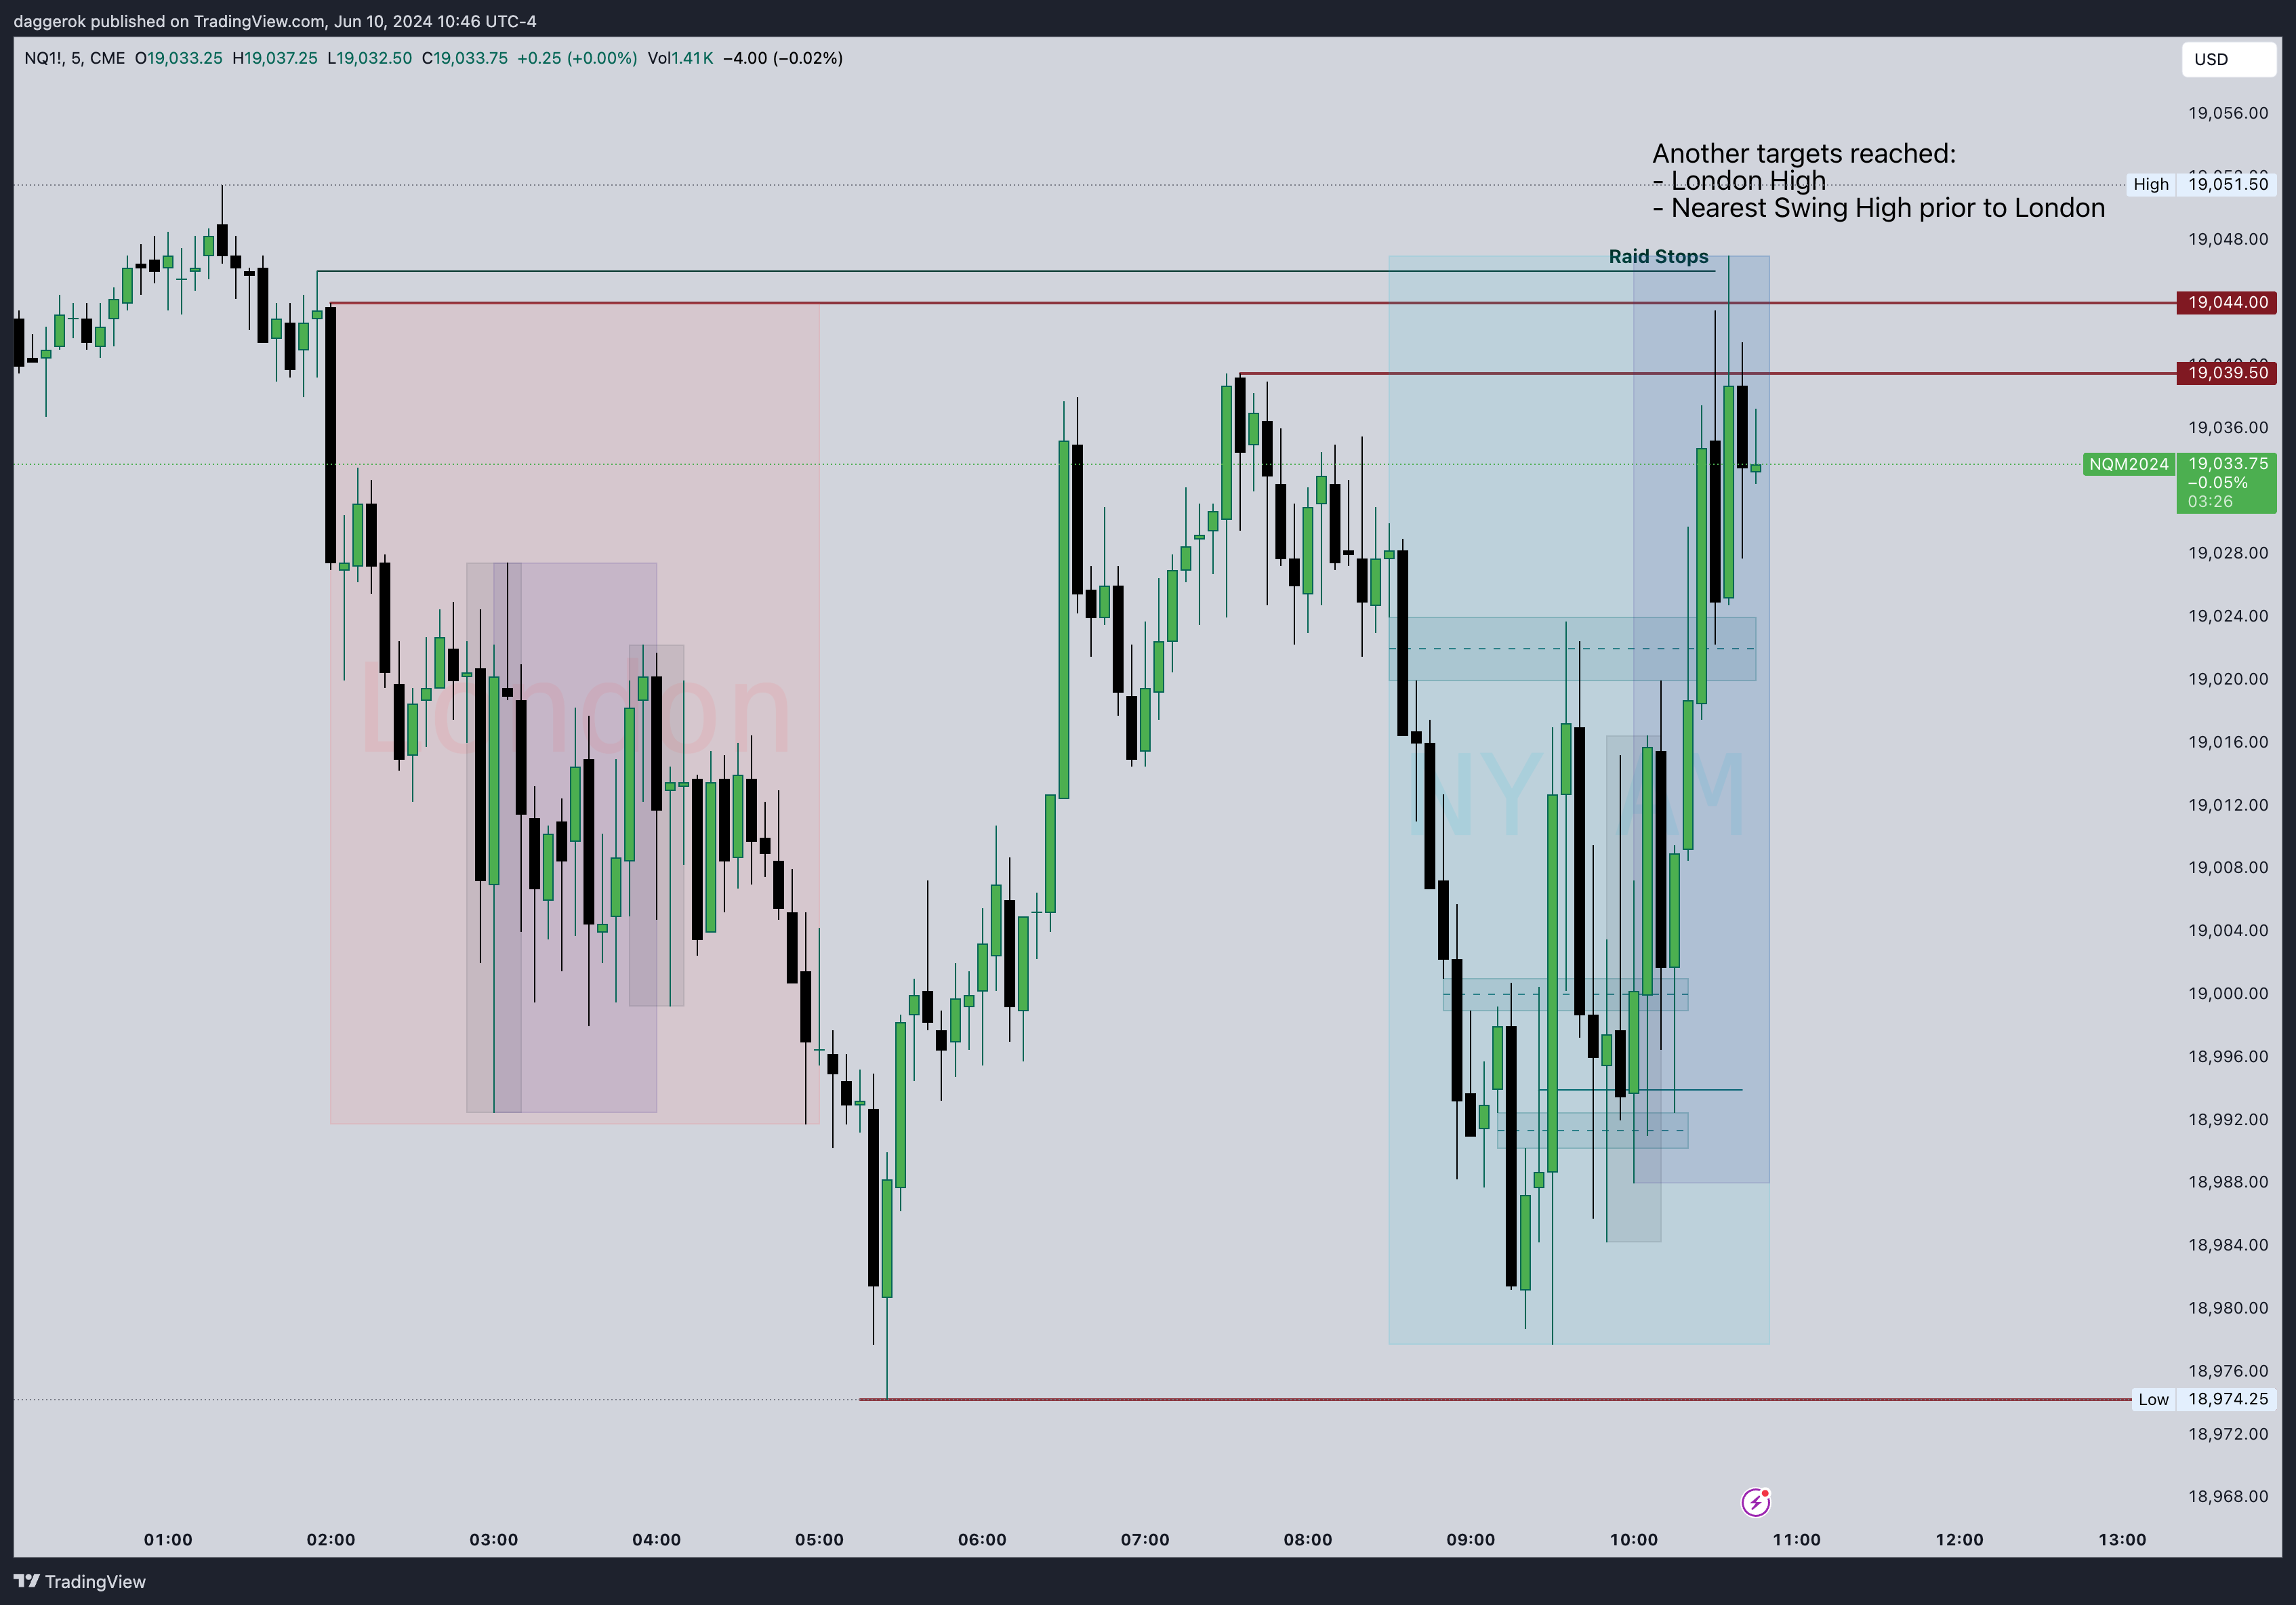 daggerok published on TradingView.com, Jun 10, 2024 10:46 UTC-4
NQ1!, 5, CME O19,033.25 H19,037.25 L19,032.50 C19,033.75 +0.25 (+0.00%) Vol1.41K −4.00 (−0.02%)
USD
19,056.00
Another targets reached:
- London High
- Nearest Swing High prior to London
High 19,051.50
19,048.00
Raid Stops
19,044.00
19,039.50
19,036.00
NQM2024 19,033.75
−0.05%
03:26
19,028.00
19,024.00
19,020.00
London
19,016.00
NY AM
19,012.00
19,008.00
19,004.00
19,000.00
18,996.00
18,992.00
18,988.00
18,984.00
18,980.00
18,976.00
Low 18,974.25
18,972.00
18,968.00
01:00 02:00 03:00 04:00 05:00 06:00 07:00 08:00 09:00 10:00 11:00 12:00 13:00
TradingView